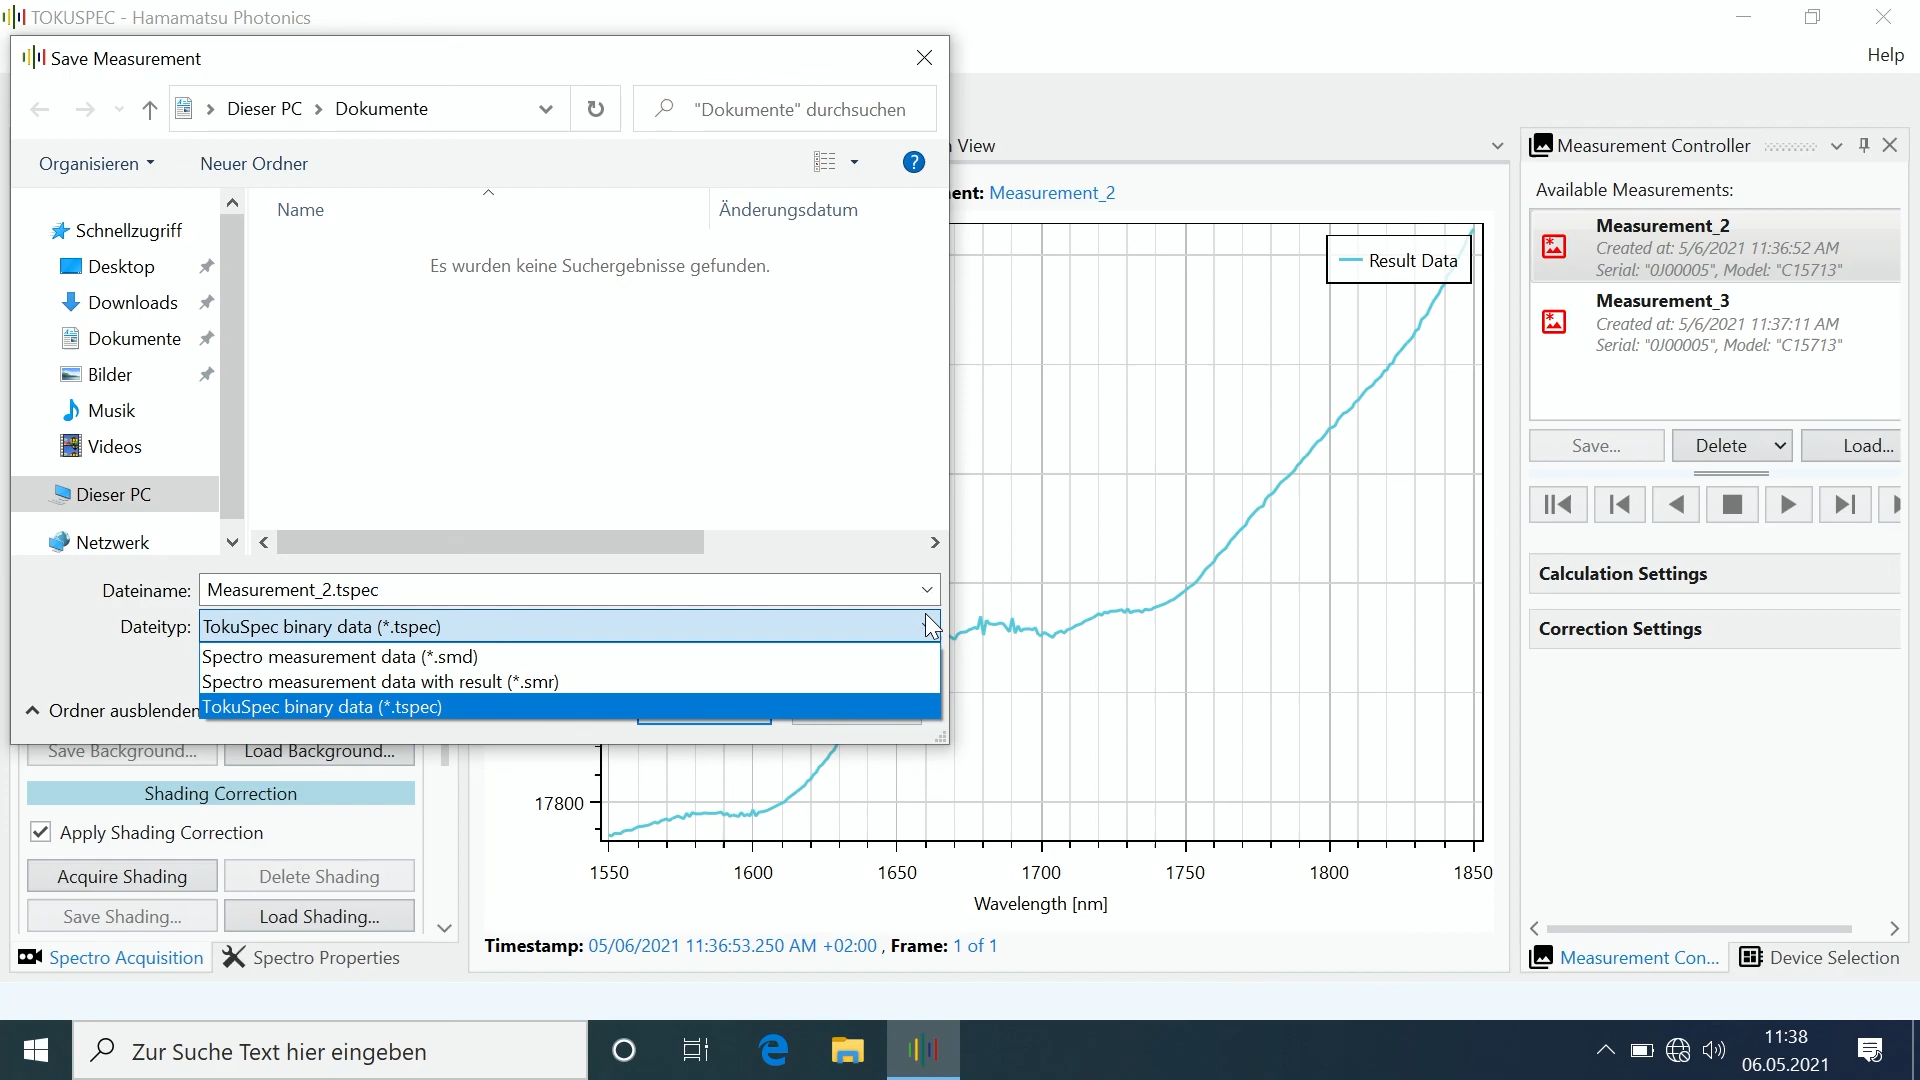 TOKUSPEC - Hamamatsu Photonics
Save Measurement
Help
Dieser PC
Dokumente
"Dokumente" durchsuchen
Organisieren
Neuer Ordner
Name
Änderungsdatum
Es wurden keine Suchergebnisse gefunden.
Schnellzugriff
Desktop
Downloads
Dokumente
Bilder
Musik
Videos
Dieser PC
Netzwerk
Dateiname: Measurement_2.tspec
Dateityp: TokuSpec binary data (*.tspec)
Spectro measurement data (*.smd)
Spectro measurement data with result (*.smr)
TokuSpec binary data (*.tspec)
Ordner ausblenden
View
ent: Measurement_2
Result Data
17800
1550 1600 1650 1700 1750 1800 1850
Wavelength [nm]
Timestamp: 05/06/2021 11:36:53.250 AM +02:00 , Frame: 1 of 1
Save Background... Load Background...
Shading Correction
Apply Shading Correction
Acquire Shading Delete Shading
Save Shading... Load Shading...
Spectro Acquisition Spectro Properties
Measurement Controller
Available Measurements:
Measurement_2
Created at: 5/6/2021 11:36:52 AM
Serial: "0J00005", Model: "C15713"
Measurement_3
Created at: 5/6/2021 11:37:11 AM
Serial: "0J00005", Model: "C15713"
Save... Delete Load...
Calculation Settings
Correction Settings
Measurement Con... Device Selection
Zur Suche Text hier eingeben
11:38
06.05.2021